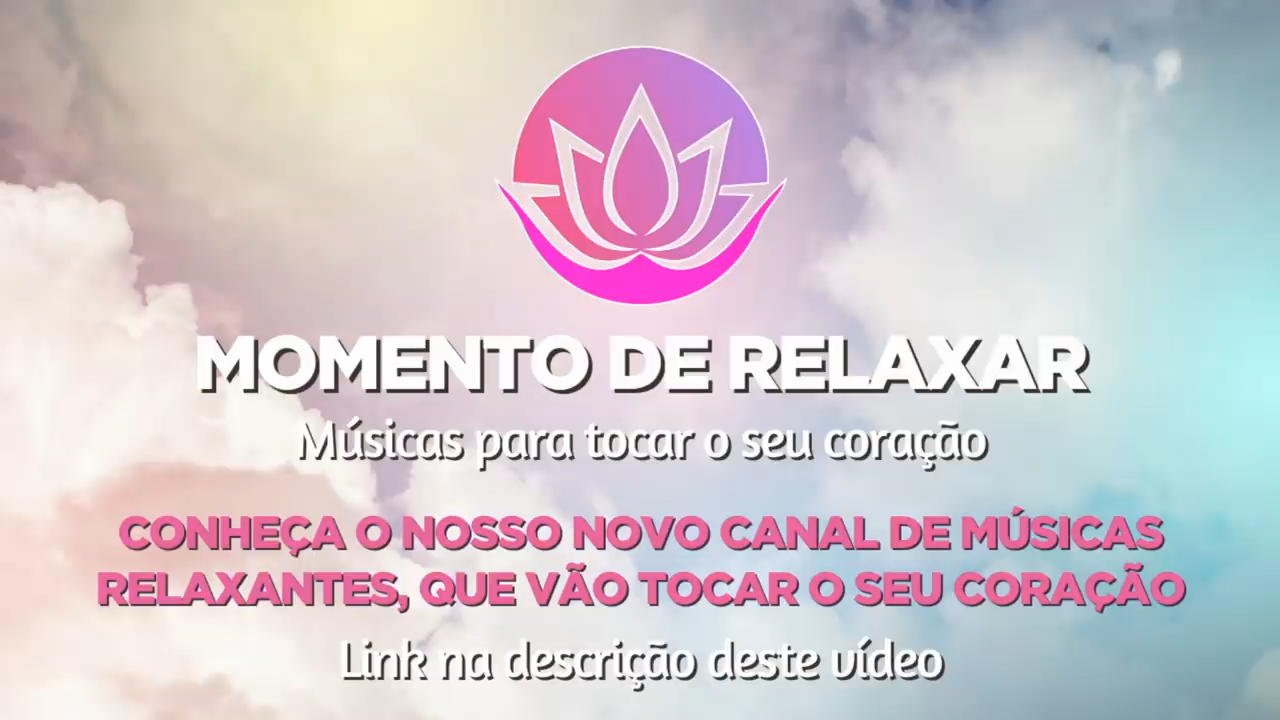 MOMENTO DE RELAXAR
Músicas para tocar o seu coração
CONHEÇA O NOSSO NOVO CANAL DE MÚSICAS
RELAXANTES, QUE VÃO TOCAR O SEU CORAÇÃO
Link na descrição deste vídeo